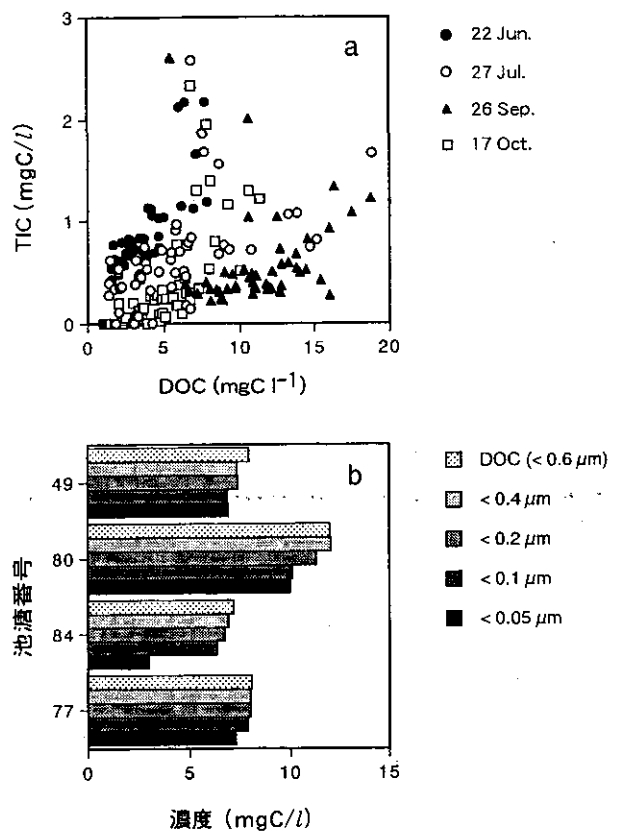 a
3
2
1
0
TIC (mgC/l)
0
5
10
15
20
DOC (mgC l⁻¹)
22 Jun.
27 Jul.
26 Sep.
17 Oct.
b
49
80
84
77
池溏番号
0
5
10
15
濃度 (mgC/l)
DOC (< 0.6 μm)
< 0.4 μm
< 0.2 μm
< 0.1 μm
< 0.05 μm